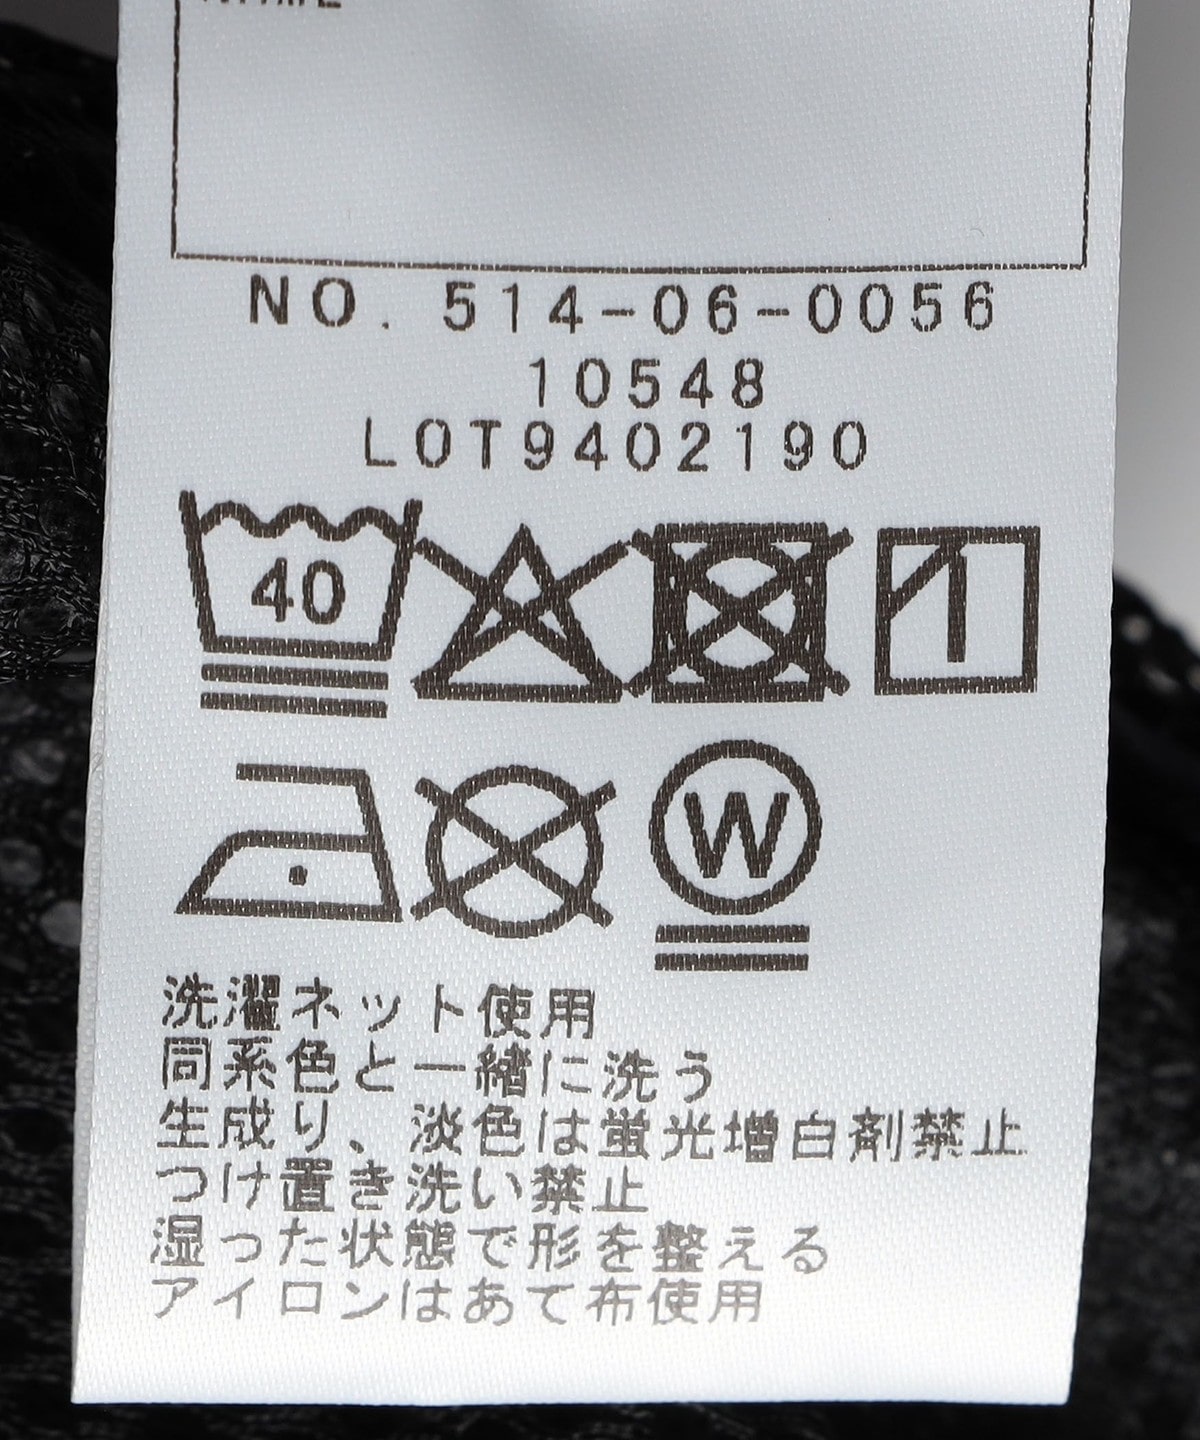 NO. 514-06-0056
10548
LOT9402190
40
W
洗濯ネット使用
同系色と一緒に洗う
生成り、淡色は蛍光増白剤禁止
つけ置き洗い禁止
湿った状態で形を整える
アイロンはあて布使用